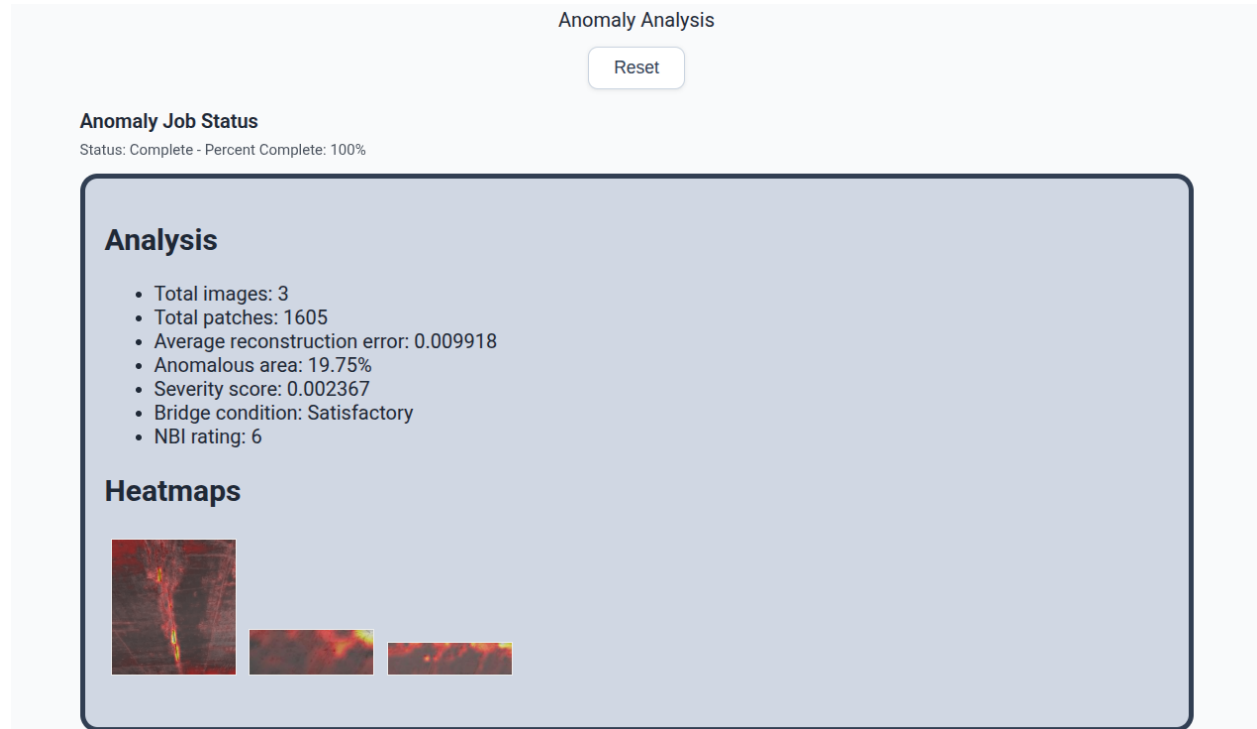 Anomaly Analysis
Reset
Anomaly Job Status
Status: Complete - Percent Complete: 100%
Analysis
• Total images: 3
• Total patches: 1605
• Average reconstruction error: 0.009918
• Anomalous area: 19.75%
• Severity score: 0.002367
• Bridge condition: Satisfactory
• NBI rating: 6
Heatmaps